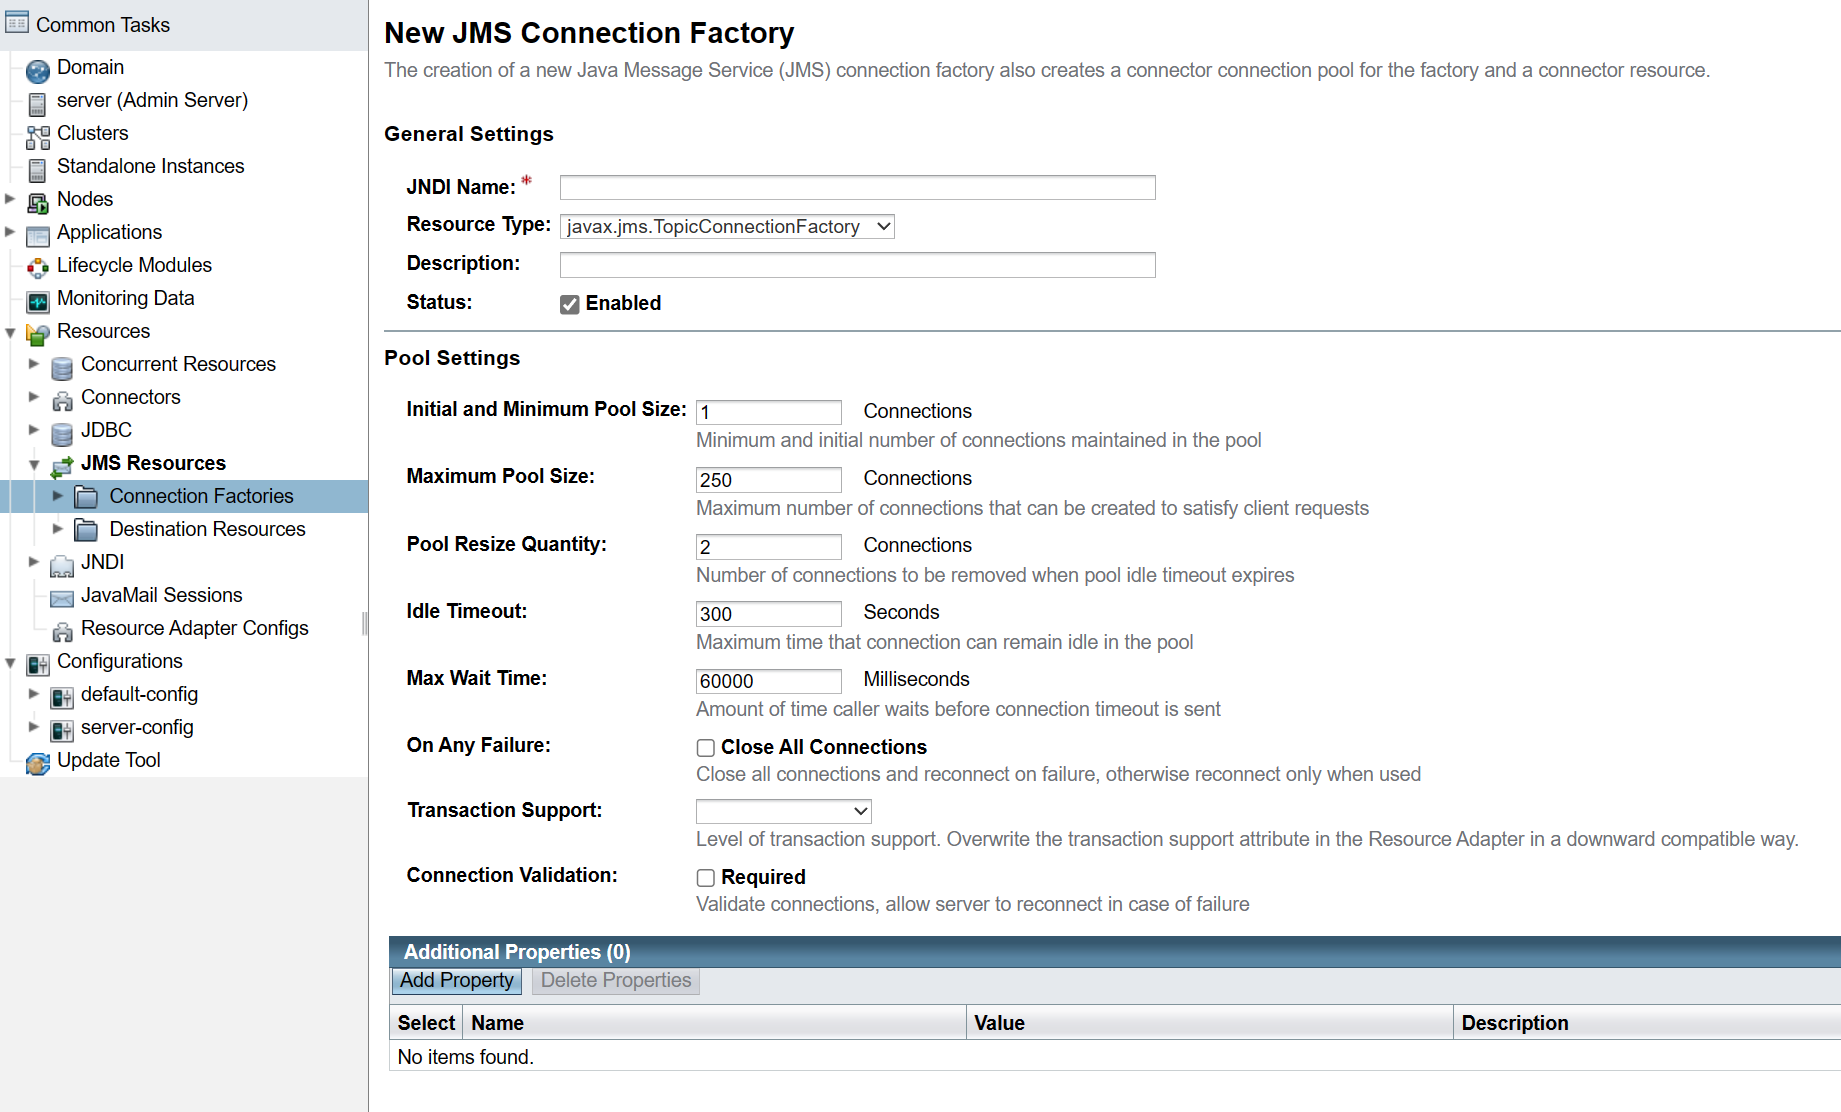 Common Tasks
Domain
server (Admin Server)
Clusters
Standalone Instances
Nodes
Applications
Lifecycle Modules
Monitoring Data
Resources
Concurrent Resources
Connectors
JDBC
JMS Resources
Connection Factories
Destination Resources
JNDI
JavaMail Sessions
Resource Adapter Configs
Configurations
default-config
server-config
Update Tool
New JMS Connection Factory
The creation of a new Java Message Service (JMS) connection factory also creates a connector connection pool for the factory and a connector resource.
General Settings
JNDI Name: *
Resource Type: javax.jms.TopicConnectionFactory
Description:
Status: Enabled
Pool Settings
Initial and Minimum Pool Size: 1 Connections
Minimum and initial number of connections maintained in the pool
Maximum Pool Size: 250 Connections
Maximum number of connections that can be created to satisfy client requests
Pool Resize Quantity: 2 Connections
Number of connections to be removed when pool idle timeout expires
Idle Timeout: 300 Seconds
Maximum time that connection can remain idle in the pool
Max Wait Time: 60000 Milliseconds
Amount of time caller waits before connection timeout is sent
On Any Failure: Close All Connections
Close all connections and reconnect on failure, otherwise reconnect only when used
Transaction Support:
Level of transaction support. Overwrite the transaction support attribute in the Resource Adapter in a downward compatible way.
Connection Validation: Required
Validate connections, allow server to reconnect in case of failure
Additional Properties (0)
Add Property Delete Properties
Select Name Value Description
No items found.